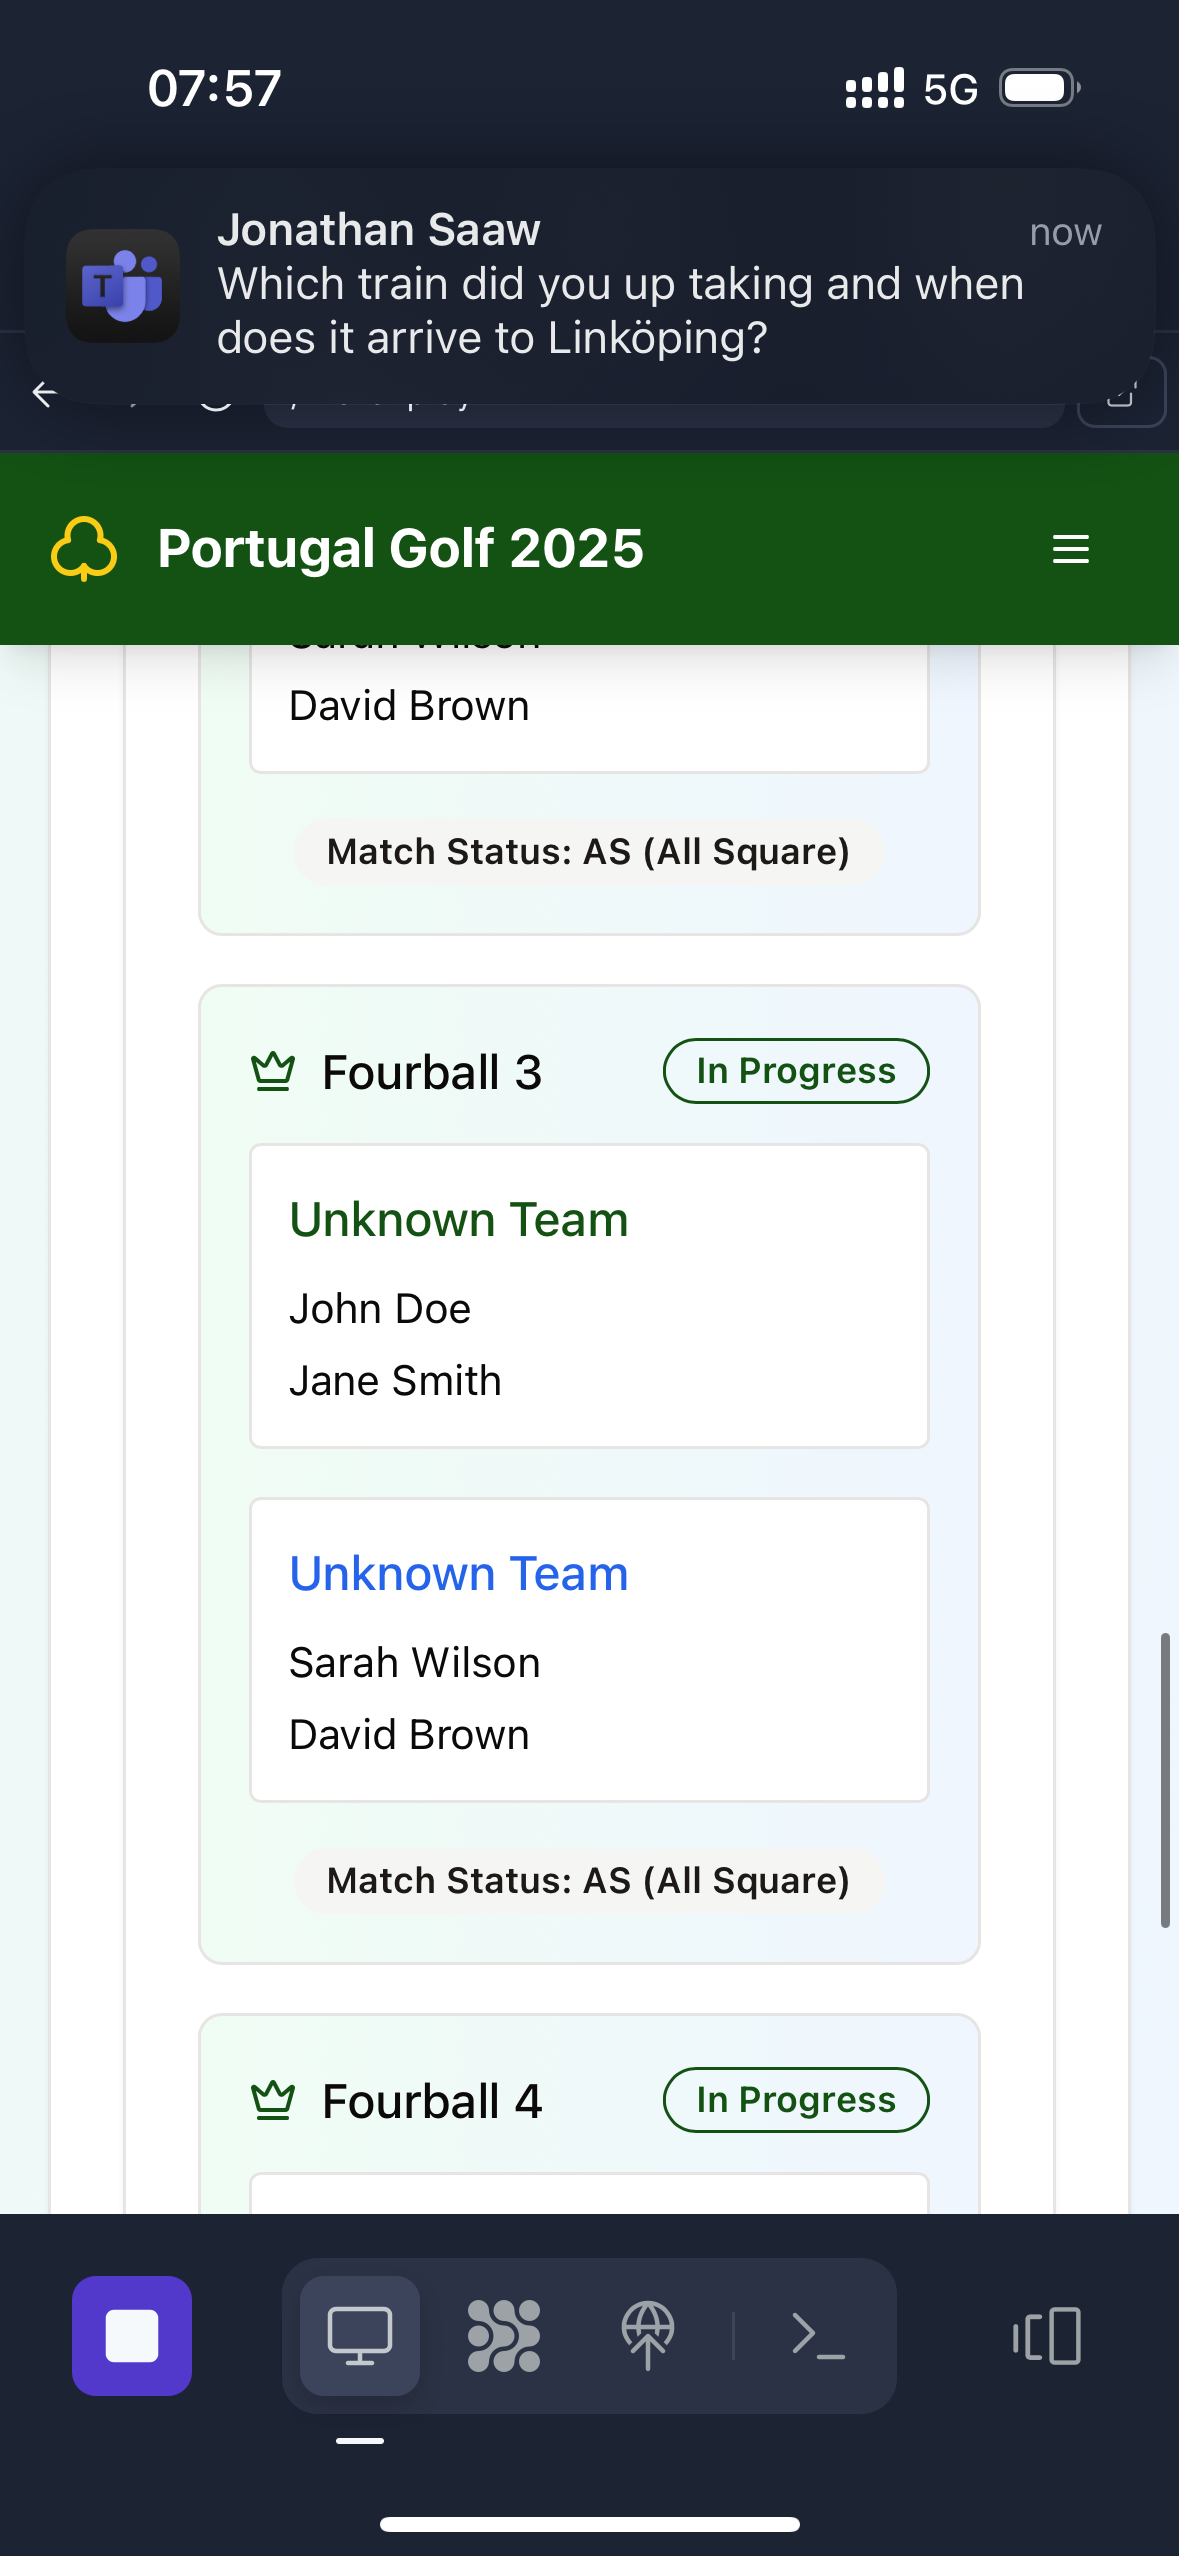 07:57
5G
Jonathan Saaw
now
Which train did you up taking and when
does it arrive to Linköping?
Portugal Golf 2025
David Brown
Match Status: AS (All Square)
Fourball 3
In Progress
Unknown Team
John Doe
Jane Smith
Unknown Team
Sarah Wilson
David Brown
Match Status: AS (All Square)
Fourball 4
In Progress